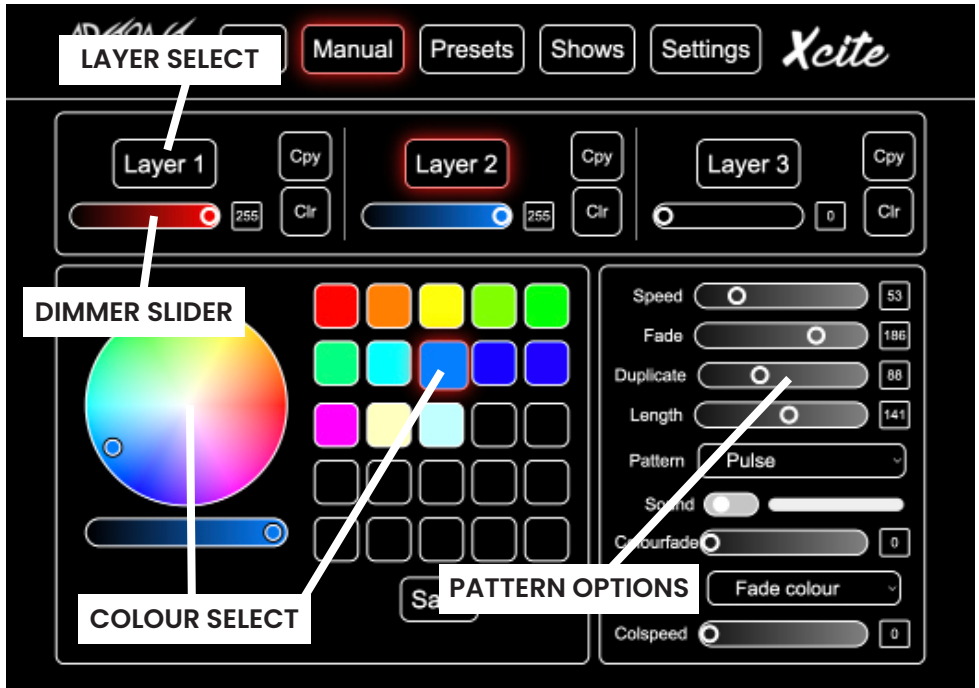 LAYER SELECT
Manual
Presets
Shows
Settings
Xcite
Layer 1
Cpy
255
Clr
Layer 2
Cpy
255
Clr
Layer 3
Cpy
0
Clr
DIMMER SLIDER
Speed 53
Fade 186
Duplicate 88
Length 141
Pattern Pulse
Sound
Colourfade 0
PATTERN OPTIONS
Fade colour
Colspeed 0
COLOUR SELECT